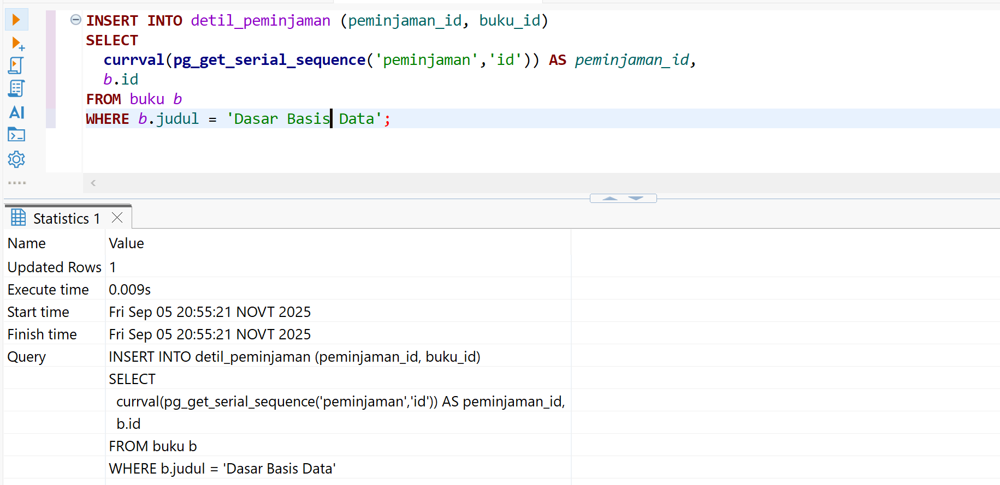 INSERT INTO detil_peminjaman (peminjaman_id, buku_id)
SELECT
currval(pg_get_serial_sequence('peminjaman','id')) AS peminjaman_id,
b.id
FROM buku b
WHERE b.judul = 'Dasar Basis Data';
AI
Statistics 1
Name Value
Updated Rows 1
Execute time 0.009s
Start time Fri Sep 05 20:55:21 NOVT 2025
Finish time Fri Sep 05 20:55:21 NOVT 2025
Query INSERT INTO detil_peminjaman (peminjaman_id, buku_id)
SELECT
currval(pg_get_serial_sequence('peminjaman','id')) AS peminjaman_id,
b.id
FROM buku b
WHERE b.judul = 'Dasar Basis Data'